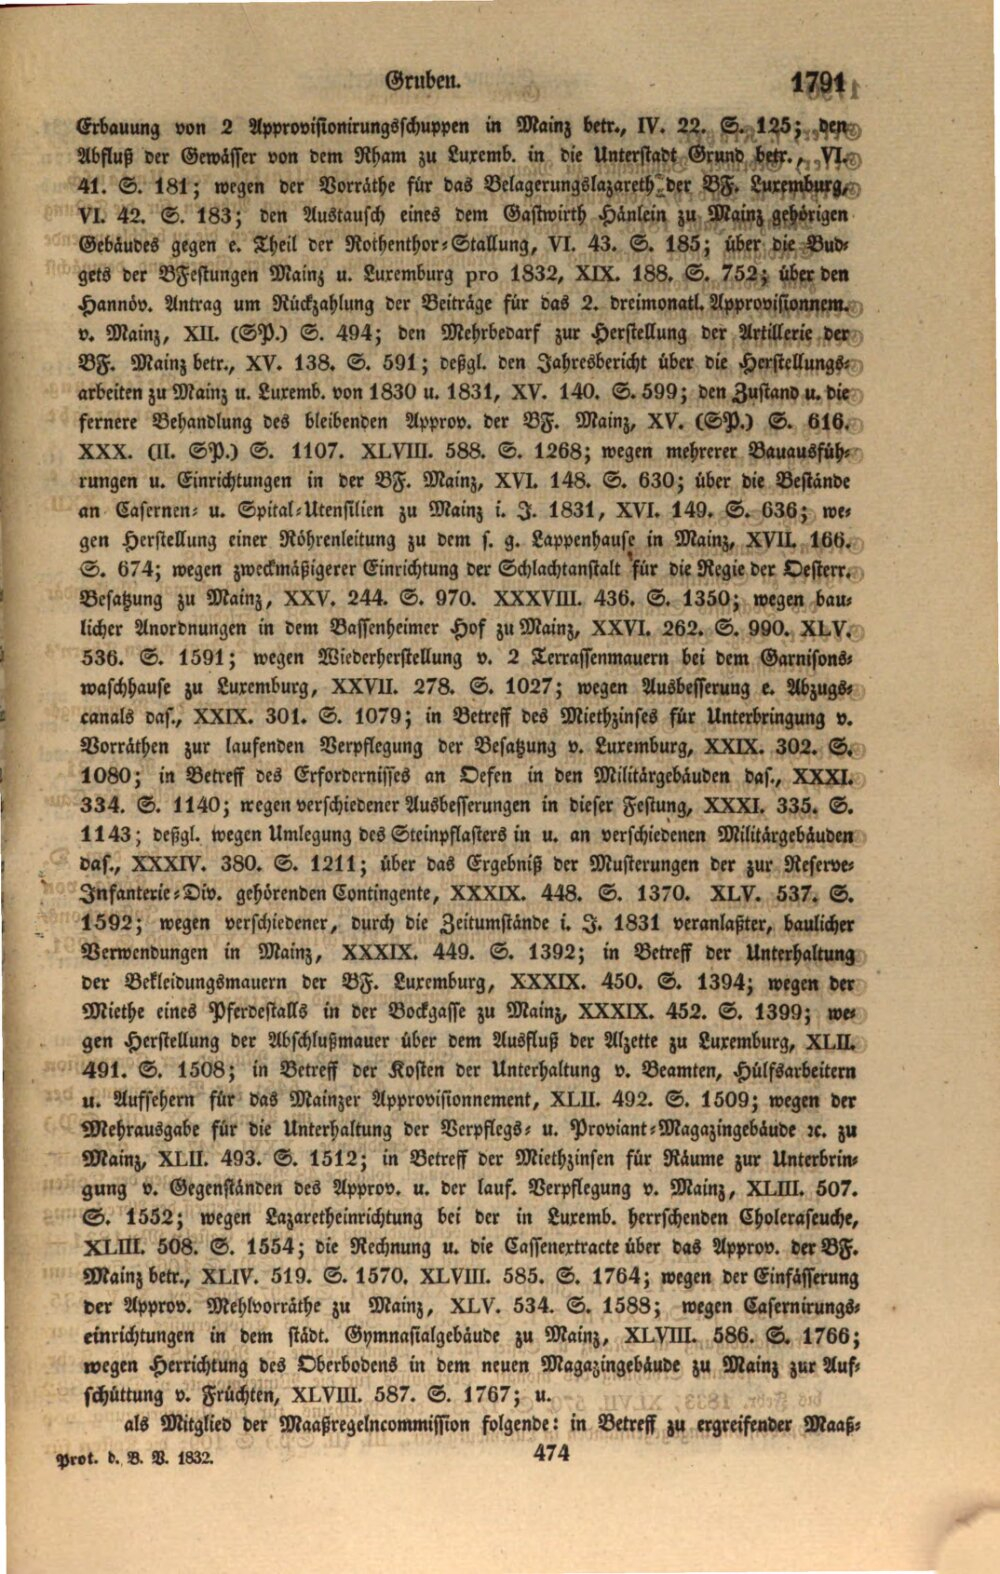 Gruben.
1791
Erbauung von 2 Approvisionirungsschuppen in Mainz betr., IV. 22. S. 125; den
Abfluß der Gewässer von dem Rham zu Luxemb. in die Unterstadt Grund betr., VI.
41. S. 181; wegen der Vorräthe für das Belagerungslazareth der BF. Luxemburg,
VI. 42. S. 183; den Austausch eines dem Gastwirth Hänlein zu Mainz gehörigen
Gebäudes gegen e. Theil der Rothenthor-Stallung, VI. 43. S. 185; über die Bud-
gets der BFestungen Mainz u. Luxemburg pro 1832, XIX. 188. S. 752; über den
Hannöv. Antrag um Rückzahlung der Beiträge für das 2. dreimonatl. Approvisionnem.
v. Mainz, XII. (SP.) S. 494; den Mehrbedarf zur Herstellung der Artillerie der
BF. Mainz betr., XV. 138. S. 591; deßgl. den Jahresbericht über die Herstellungs-
arbeiten zu Mainz u. Luxemb. von 1830 u. 1831, XV. 140. S. 599; den Zustand u. die
fernere Behandlung des bleibenden Approv. der BF. Mainz, XV. (SP.) S. 616.
XXX. (II. SP.) S. 1107. XLVIII. 588. S. 1268; wegen mehrerer Bauausfüh-
rungen u. Einrichtungen in der BF. Mainz, XVI. 148. S. 630; über die Bestände
an Casernen- u. Spital-Utensilien zu Mainz i. J. 1831, XVI. 149. S. 636; we-
gen Herstellung einer Röhrenleitung zu dem s. g. Lappenhause in Mainz, XVII. 166.
S. 674; wegen zweckmäßigerer Einrichtung der Schlachtanstalt für die Regie der Oesterr.
Besatzung zu Mainz, XXV. 244. S. 970. XXXVIII. 436. S. 1350; wegen bau-
licher Anordnungen in dem Bassenheimer Hof zu Mainz, XXVI. 262. S. 990. XLV.
536. S. 1591; wegen Wiederherstellung v. 2 Terrassenmauern bei dem Garnisons-
waschhause zu Luxemburg, XXVII. 278. S. 1027; wegen Ausbesserung e. Abzugs-
canals das., XXIX. 301. S. 1079; in Betreff des Miethzinses für Unterbringung v.
Vorräthen zur laufenden Verpflegung der Besatzung v. Luxemburg, XXIX. 302. S.
1080; in Betreff des Erfordernisses an Oefen in den Militärgebäuden das., XXXI.
334. S. 1140; wegen verschiedener Ausbesserungen in dieser Festung, XXXI. 335. S.
1143; deßgl. wegen Umlegung des Steinpflasters in u. an verschiedenen Militärgebäuden
das., XXXIV. 380. S. 1211; über das Ergebniß der Musterungen der zur Reserve-
Infanterie-Div. gehörenden Contingente, XXXIX. 448. S. 1370. XLV. 537. S.
1592; wegen verschiedener, durch die Zeitumstände i. J. 1831 veranlaßter, baulicher
Verwendungen in Mainz, XXXIX. 449. S. 1392; in Betreff der Unterhaltung
der Bekleidungsmauern der BF. Luxemburg, XXXIX. 450. S. 1394; wegen der
Miethe eines Pferdestalls in der Bockgasse zu Mainz, XXXIX. 452. S. 1399; we-
gen Herstellung der Abschlußmauer über dem Ausfluß der Alzette zu Luxemburg, XLII.
491. S. 1508; in Betreff der Kosten der Unterhaltung v. Beamten, Hülfsarbeitern
u. Aufsehern für das Mainzer Approvisionnement, XLII. 492. S. 1509; wegen der
Mehrausgabe für die Unterhaltung der Verpflegs- u. Proviant-Magazingebäude ꝛc. zu
Mainz, XLII. 493. S. 1512; in Betreff der Miethzinsen für Räume zur Unterbrin-
gung v. Gegenständen des Approv. u. der lauf. Verpflegung v. Mainz, XLIII. 507.
S. 1552; wegen Lazaretheinrichtung bei der in Luxemb. herrschenden Choleraseuche,
XLIII. 508. S. 1554; die Rechnung u. die Cassenextracte über das Approv. der BF.
Mainz betr., XLIV. 519. S. 1570. XLVIII. 585. S. 1764; wegen der Einfässerung
der Approv. Mehlvorräthe zu Mainz, XLV. 534. S. 1588; wegen Casernirungs-
einrichtungen in dem städt. Gymnasialgebäude zu Mainz, XLVIII. 586. S. 1766;
wegen Herrichtung des Oberbodens in dem neuen Magazingebäude zu Mainz zur Auf-
schüttung v. Früchten, XLVIII. 587. S. 1767; u.
als Mitglied der Maaßregelncommission folgende: in Betreff zu ergreifender Maaß-
Prot. d. B. V. 1832.
474